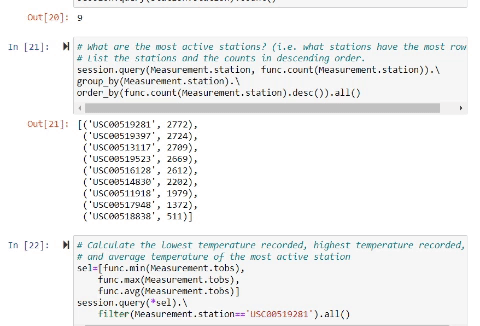 Out[20]: 9
In [21]:
# What are the most active stations? (i.e. what stations have the most row
# List the stations and the counts in descending order.
session.query(Measurement.station, func.count(Measurement.station)).\
group_by(Measurement.station).\
order_by(func.count(Measurement.station).desc()).all()
Out[21]: [('USC00519281', 2772),
('USC00519397', 2724),
('USC00513117', 2709),
('USC00519523', 2669),
('USC00516128', 2612),
('USC00514830', 2202),
('USC00511918', 1979),
('USC00517948', 1372),
('USC00518838', 511)]
In [22]:
# Calculate the lowest temperature recorded, highest temperature recorded,
# and average temperature of the most active station
sel=[func.min(Measurement.tobs),
func.max(Measurement.tobs),
func.avg(Measurement.tobs)]
session.query(*sel).\
filter(Measurement.station=='USC00519281').all()